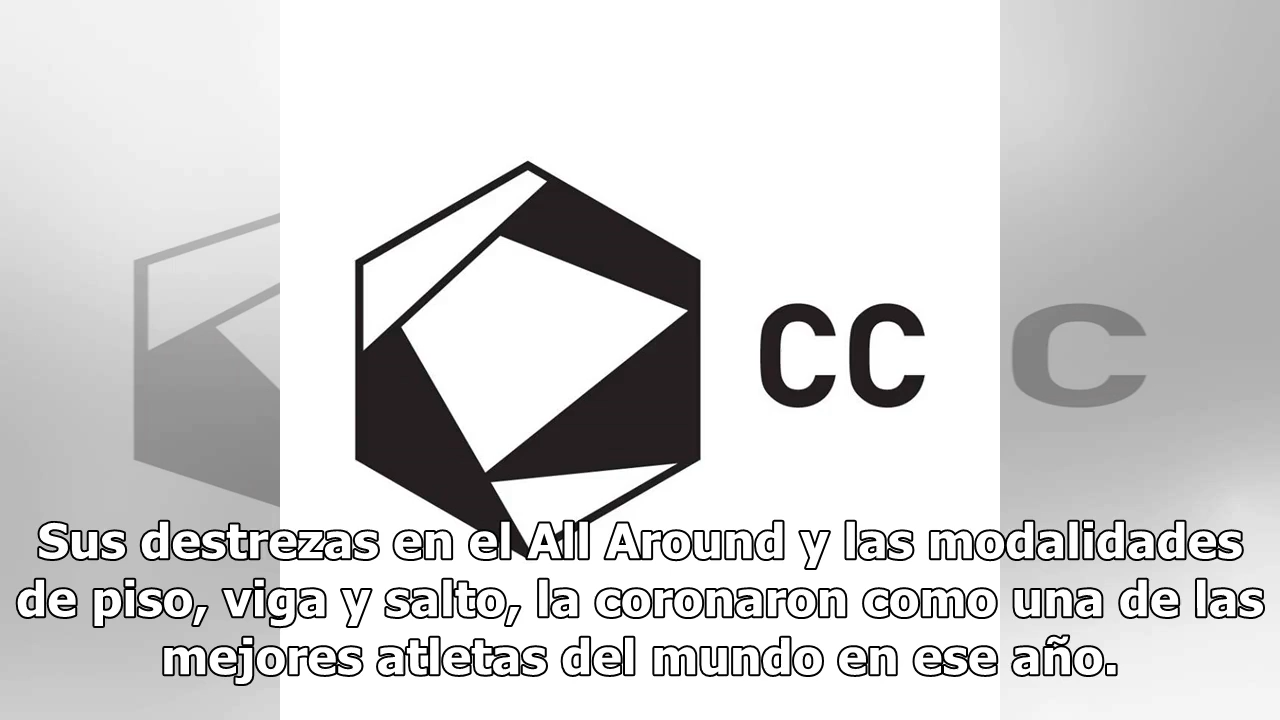 CC
C
Sus destrezas en el All Around y las modalidades
de piso, viga y salto, la coronaron como una de las
mejores atletas del mundo en ese año.